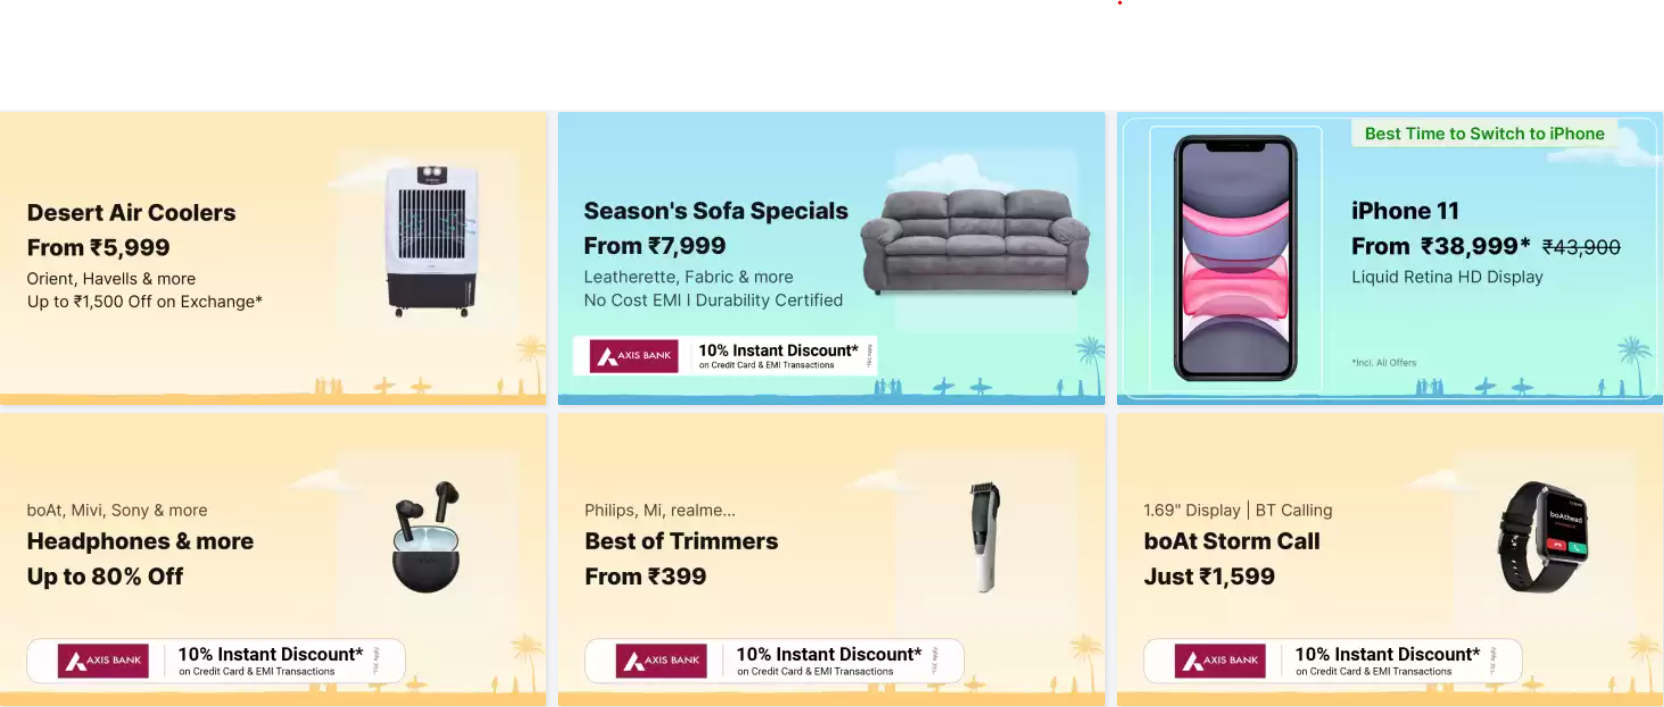 Desert Air Coolers
From ₹5,999
Orient, Havells & more
Up to ₹1,500 Off on Exchange*
Season's Sofa Specials
From ₹7,999
Leatherette, Fabric & more
No Cost EMI I Durability Certified
AXIS BANK
10% Instant Discount*
on Credit Card & EMI Transactions
*T&C Apply
Best Time to Switch to iPhone
iPhone 11
From ₹38,999* ₹43,900
Liquid Retina HD Display
*Incl. All Offers
boAt, Mivi, Sony & more
Headphones & more
Up to 80% Off
AXIS BANK
10% Instant Discount*
on Credit Card & EMI Transactions
*T&C Apply
Philips, Mi, realme...
Best of Trimmers
From ₹399
AXIS BANK
10% Instant Discount*
on Credit Card & EMI Transactions
*T&C Apply
1.69" Display | BT Calling
boAt Storm Call
Just ₹1,599
boAthead
AXIS BANK
10% Instant Discount*
on Credit Card & EMI Transactions
*T&C Apply